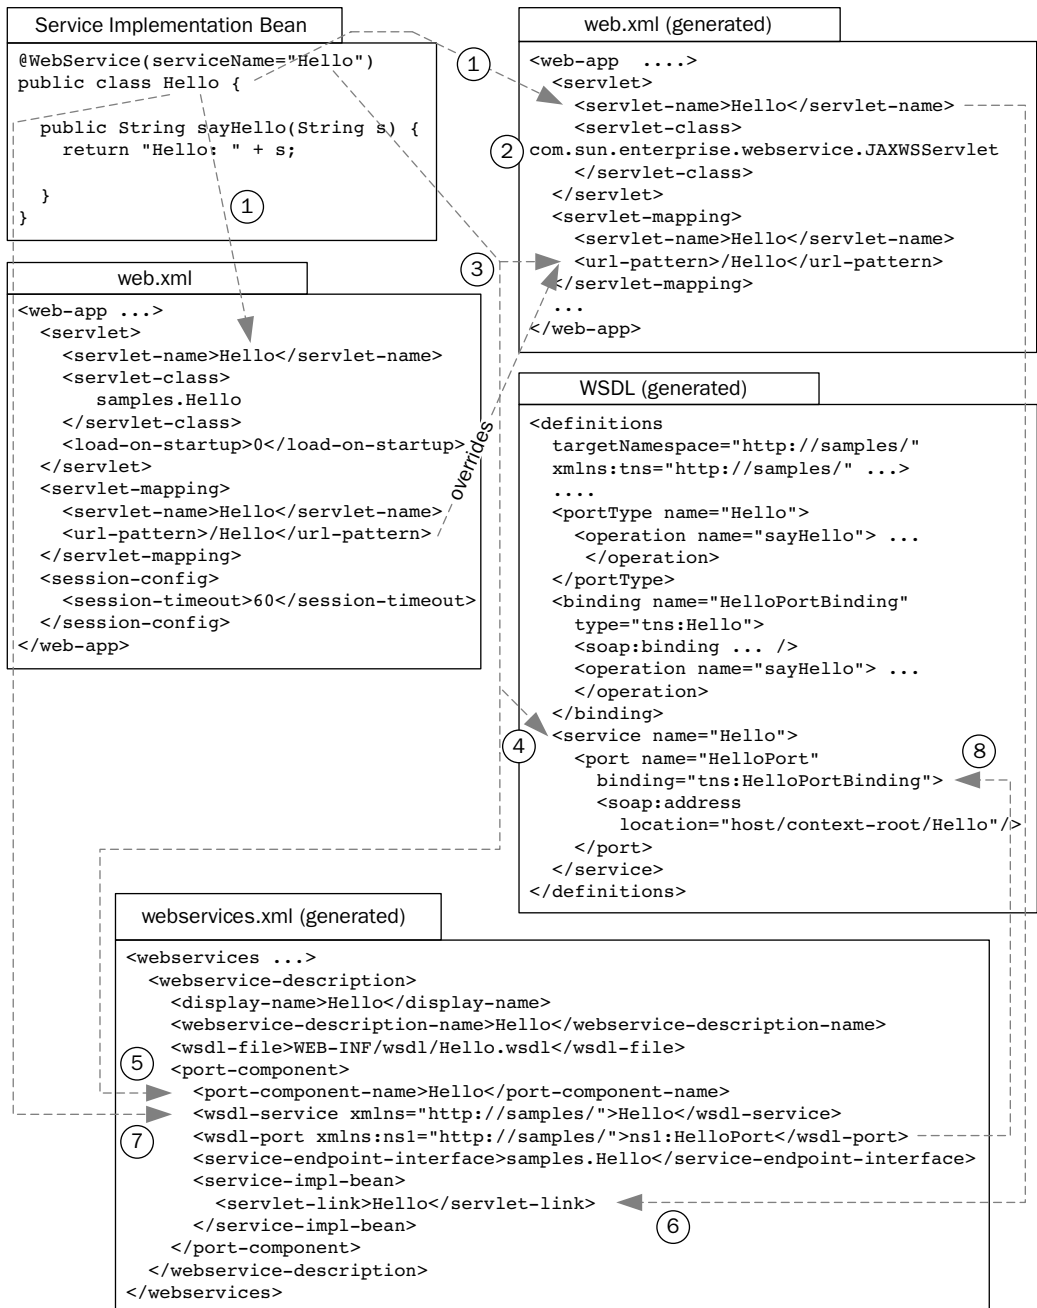 Service Implementation Bean
@WebService(serviceName="Hello")
public class Hello {
public String sayHello(String s) {
return "Hello: " + s;
}
}
1
1
web.xml
<web-app ...>
<servlet>
<servlet-name>Hello</servlet-name>
<servlet-class>
samples.Hello
</servlet-class>
<load-on-startup>0</load-on-startup>
</servlet>
<servlet-mapping>
<servlet-name>Hello</servlet-name>
<url-pattern>/Hello</url-pattern>
</servlet-mapping>
<session-config>
<session-timeout>60</session-timeout>
</session-config>
</web-app>
overrides
web.xml (generated)
<web-app ....>
<servlet>
<servlet-name>Hello</servlet-name>
<servlet-class>
2
com.sun.enterprise.webservice.JAXWSServlet
</servlet-class>
</servlet>
<servlet-mapping>
<servlet-name>Hello</servlet-name>
3
<url-pattern>/Hello</url-pattern>
</servlet-mapping>
...
</web-app>
WSDL (generated)
<definitions
targetNamespace="http://samples/"
xmlns:tns="http://samples/" ...>
....
<portType name="Hello">
<operation name="sayHello"> ...
</operation>
</portType>
<binding name="HelloPortBinding"
type="tns:Hello">
<soap:binding ... />
<operation name="sayHello"> ...
</operation>
</binding>
4
<service name="Hello">
<port name="HelloPort"
8
binding="tns:HelloPortBinding">
<soap:address
location="host/context-root/Hello"/>
</port>
</service>
</definitions>
webservices.xml (generated)
<webservices ...>
<webservice-description>
<display-name>Hello</display-name>
<webservice-description-name>Hello</webservice-description-name>
<wsdl-file>WEB-INF/wsdl/Hello.wsdl</wsdl-file>
5
<port-component>
<port-component-name>Hello</port-component-name>
<wsdl-service xmlns="http://samples/">Hello</wsdl-service>
7
<wsdl-port xmlns:ns1="http://samples/">ns1:HelloPort</wsdl-port>
<service-endpoint-interface>samples.Hello</service-endpoint-interface>
<service-impl-bean>
<servlet-link>Hello</servlet-link>
6
</service-impl-bean>
</port-component>
</webservice-description>
</webservices>